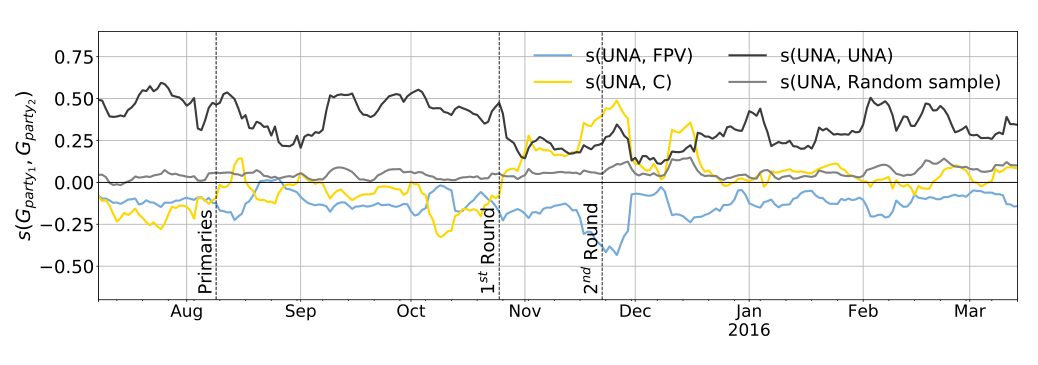 s(G_party₁, G_party₂)
0.75
0.50
0.25
0.00
−0.25
−0.50
s(UNA, FPV)
s(UNA, C)
s(UNA, UNA)
s(UNA, Random sample)
Primaries
1st Round
2nd Round
Aug
Sep
Oct
Nov
Dec
Jan
2016
Feb
Mar